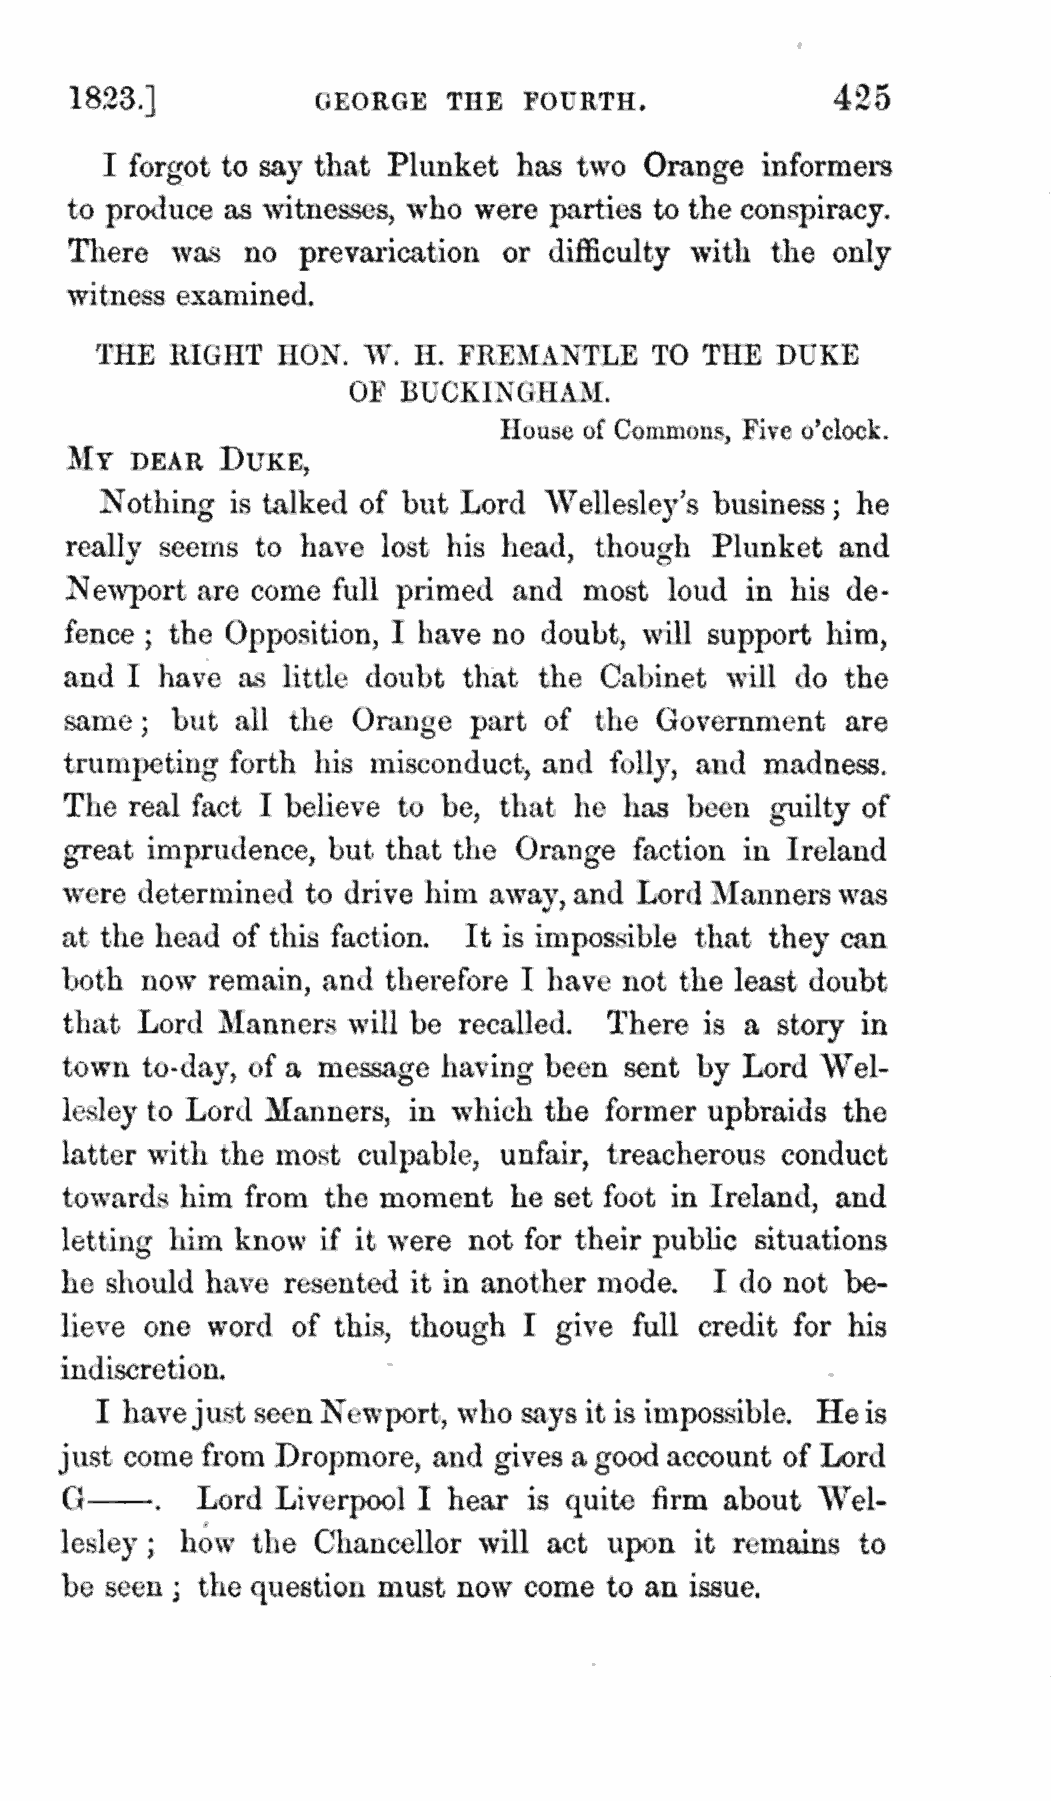 1823.] GEORGE THE FOURTH. 425
I forgot to say that Plunket has two Orange informers
to produce as witnesses, who were parties to the conspiracy.
There was no prevarication or difficulty with the only
witness examined.
THE RIGHT HON. W. H. FREMANTLE TO THE DUKE
OF BUCKINGHAM.
House of Commons, Five o'clock.
MY DEAR DUKE,
Nothing is talked of but Lord Wellesley's business; he
really seems to have lost his head, though Plunket and
Newport are come full primed and most loud in his de-
fence; the Opposition, I have no doubt, will support him,
and I have as little doubt that the Cabinet will do the
same; but all the Orange part of the Government are
trumpeting forth his misconduct, and folly, and madness.
The real fact I believe to be, that he has been guilty of
great imprudence, but that the Orange faction in Ireland
were determined to drive him away, and Lord Manners was
at the head of this faction. It is impossible that they can
both now remain, and therefore I have not the least doubt
that Lord Manners will be recalled. There is a story in
town to-day, of a message having been sent by Lord Wel-
lesley to Lord Manners, in which the former upbraids the
latter with the most culpable, unfair, treacherous conduct
towards him from the moment he set foot in Ireland, and
letting him know if it were not for their public situations
he should have resented it in another mode. I do not be-
lieve one word of this, though I give full credit for his
indiscretion.
I have just seen Newport, who says it is impossible. He is
just come from Dropmore, and gives a good account of Lord
G——. Lord Liverpool I hear is quite firm about Wel-
lesley; how the Chancellor will act upon it remains to
be seen; the question must now come to an issue.